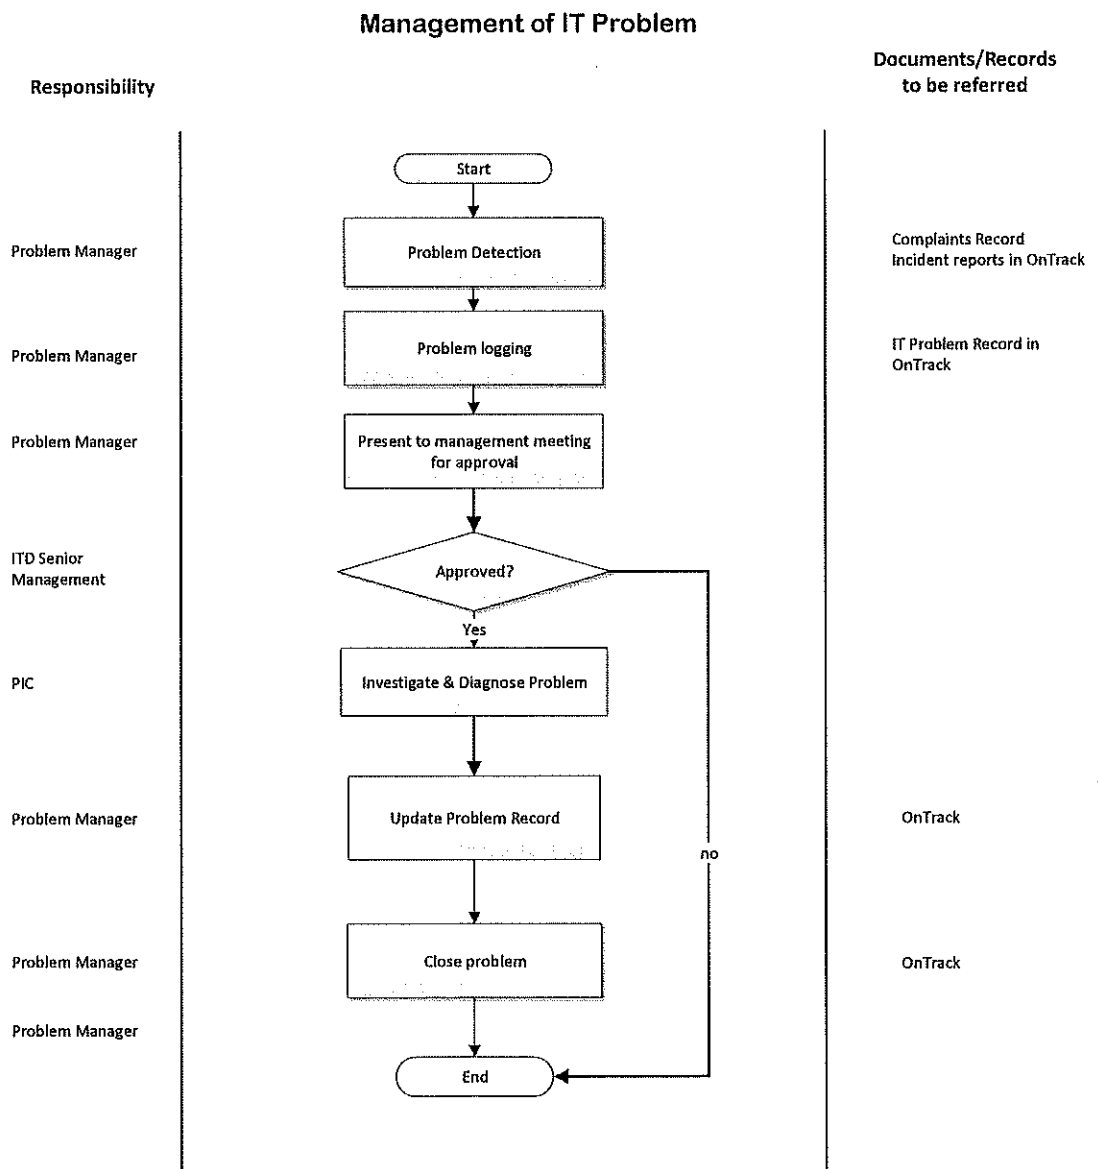 Management of IT Problem
Responsibility
Documents/Records
to be referred
Start
Problem Manager
Problem Detection
Complaints Record
Incident reports in OnTrack
Problem Manager
Problem logging
IT Problem Record in
OnTrack
Problem Manager
Present to management meeting
for approval
ITD Senior
Management
Approved?
Yes
PIC
Investigate & Diagnose Problem
Problem Manager
Update Problem Record
OnTrack
no
Problem Manager
Close problem
OnTrack
Problem Manager
End